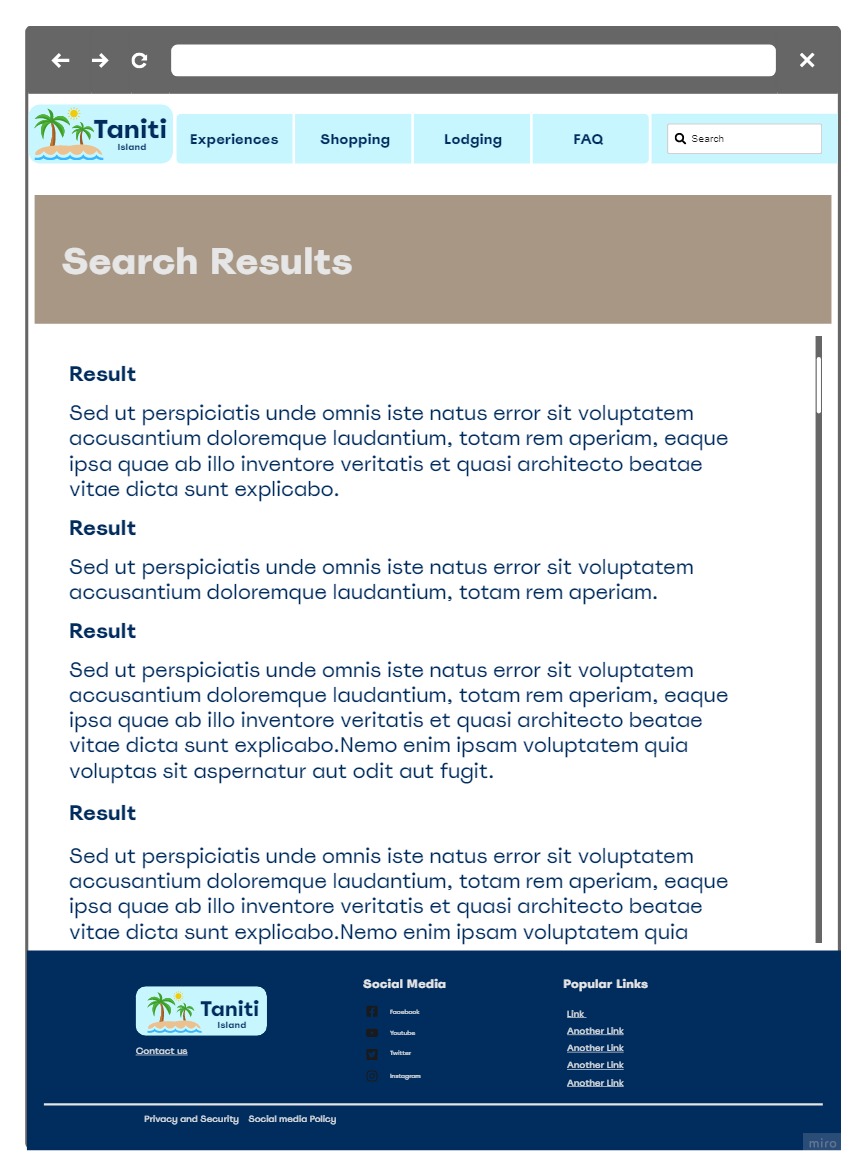 Taniti
Island
Experiences
Shopping
Lodging
FAQ
Search
Search Results
Result
Sed ut perspiciatis unde omnis iste natus error sit voluptatem
accusantium doloremque laudantium, totam rem aperiam, eaque
ipsa quae ab illo inventore veritatis et quasi architecto beatae
vitae dicta sunt explicabo.
Result
Sed ut perspiciatis unde omnis iste natus error sit voluptatem
accusantium doloremque laudantium, totam rem aperiam.
Result
Sed ut perspiciatis unde omnis iste natus error sit voluptatem
accusantium doloremque laudantium, totam rem aperiam, eaque
ipsa quae ab illo inventore veritatis et quasi architecto beatae
vitae dicta sunt explicabo.Nemo enim ipsam voluptatem quia
voluptas sit aspernatur aut odit aut fugit.
Result
Sed ut perspiciatis unde omnis iste natus error sit voluptatem
accusantium doloremque laudantium, totam rem aperiam, eaque
ipsa quae ab illo inventore veritatis et quasi architecto beatae
vitae dicta sunt explicabo.Nemo enim ipsam voluptatem quia
Taniti
Island
Contact us
Social Media
Facebook
Youtube
Twitter
Instagram
Popular Links
Link
Another Link
Another Link
Another Link
Another Link
Privacy and Security Social media Policy
miro